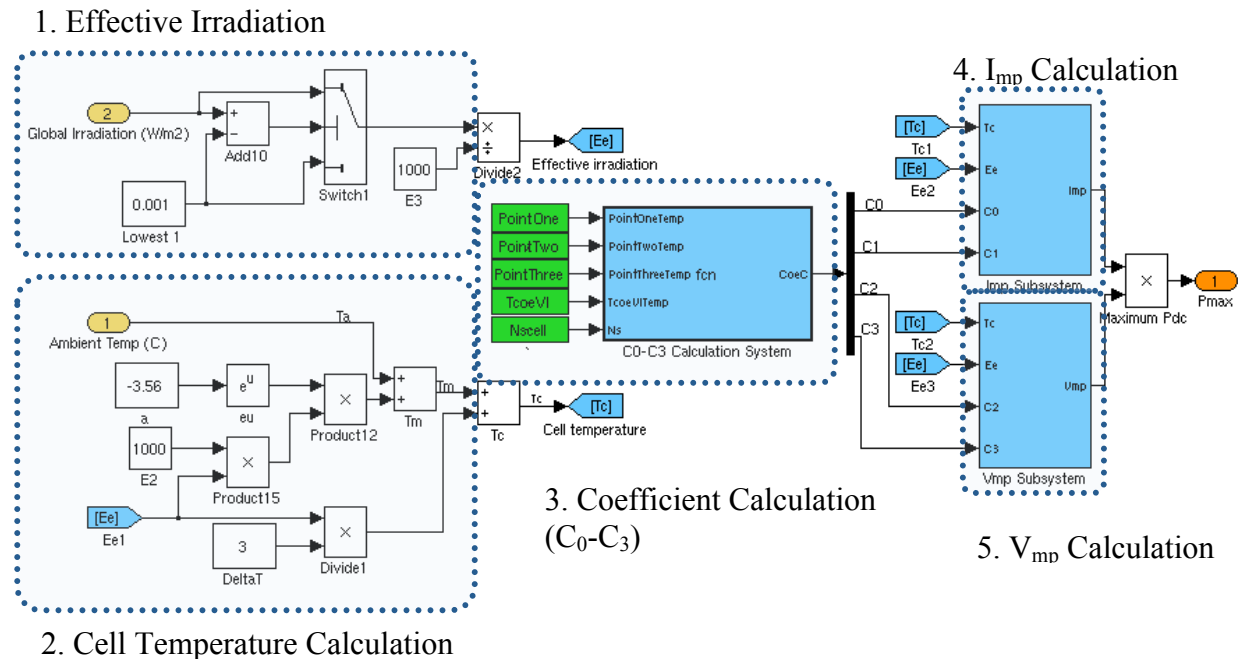 1. Effective Irradiation
2
Global Irradiation (W/m2)
+
−
Add10
0.001
Lowest 1
Switch1
1000
E3
×
÷
Divide2
[Ee]
Effective irradiation
1
Ambient Temp (C)
Ta
-3.56
a
e^u
eu
×
Product12
1000
E2
×
Product15
[Ee]
Ee1
3
DeltaT
×
Divide1
+
+
Tm
Tm
+
+
Tc
Tc
[Tc]
Cell temperature
2. Cell Temperature Calculation
PointOne
PointTwo
PointThree
TcoeVI
Nscell
PointOneTemp
PointTwoTemp
PointThreeTemp fcn
TcoeVITemp
Ns
CoeC
C0-C3 Calculation System
3. Coefficient Calculation
(C₀-C₃)
C0
C1
C2
C3
4. Iₘₚ Calculation
[Tc]
Tc1
[Ee]
Ee2
Tc
Ee
C0
C1
Imp
Imp Subsystem
[Tc]
Tc2
[Ee]
Ee3
Tc
Ee
C2
C3
Vmp
Vmp Subsystem
5. Vₘₚ Calculation
×
Maximum Pdc
1
Pmax